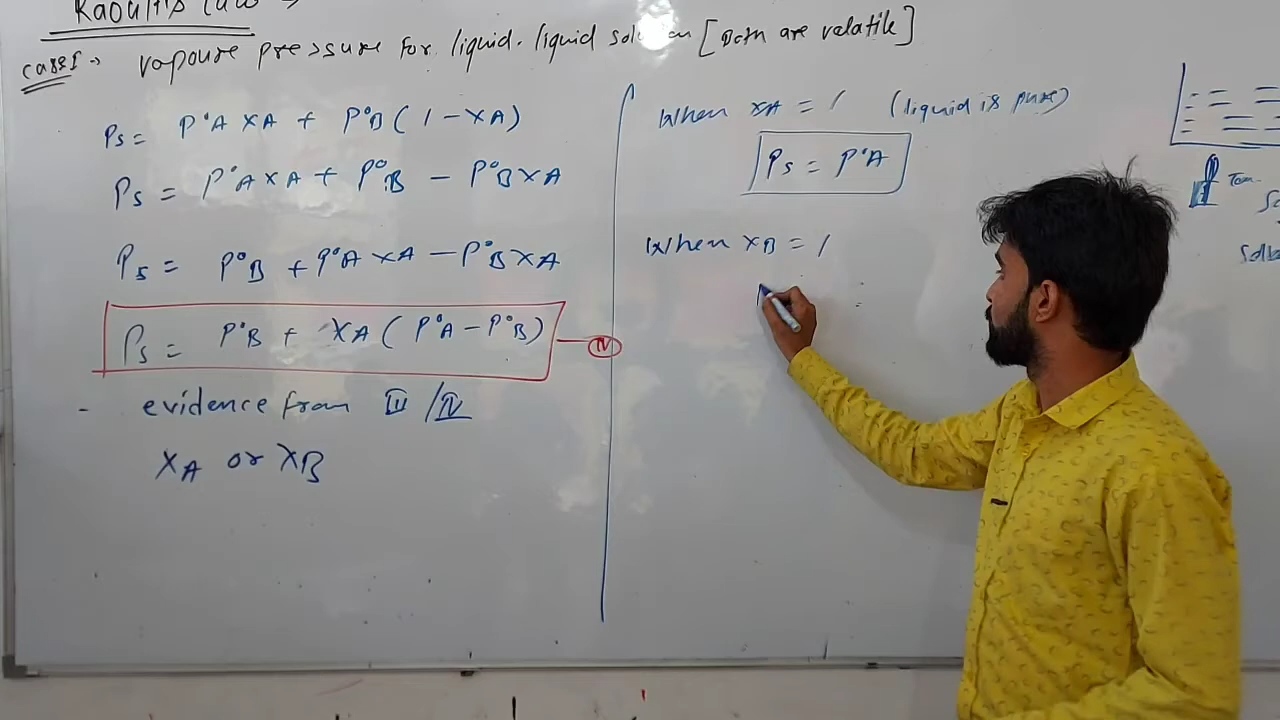 Raoult's Law →
case I → vapoure pressure for liquid-liquid solution [Both are volatile]
Ps = P°A XA + P°B (1 - XA)
Ps = P°A XA + P°B - P°B XA
Ps = P°B + P°A XA - P°B XA
Ps = P°B + XA (P°A - P°B) — IV
- evidence from III / IV
XA or XB
When XA = 1 (liquid is pure)
Ps = P°A
When XB = 1